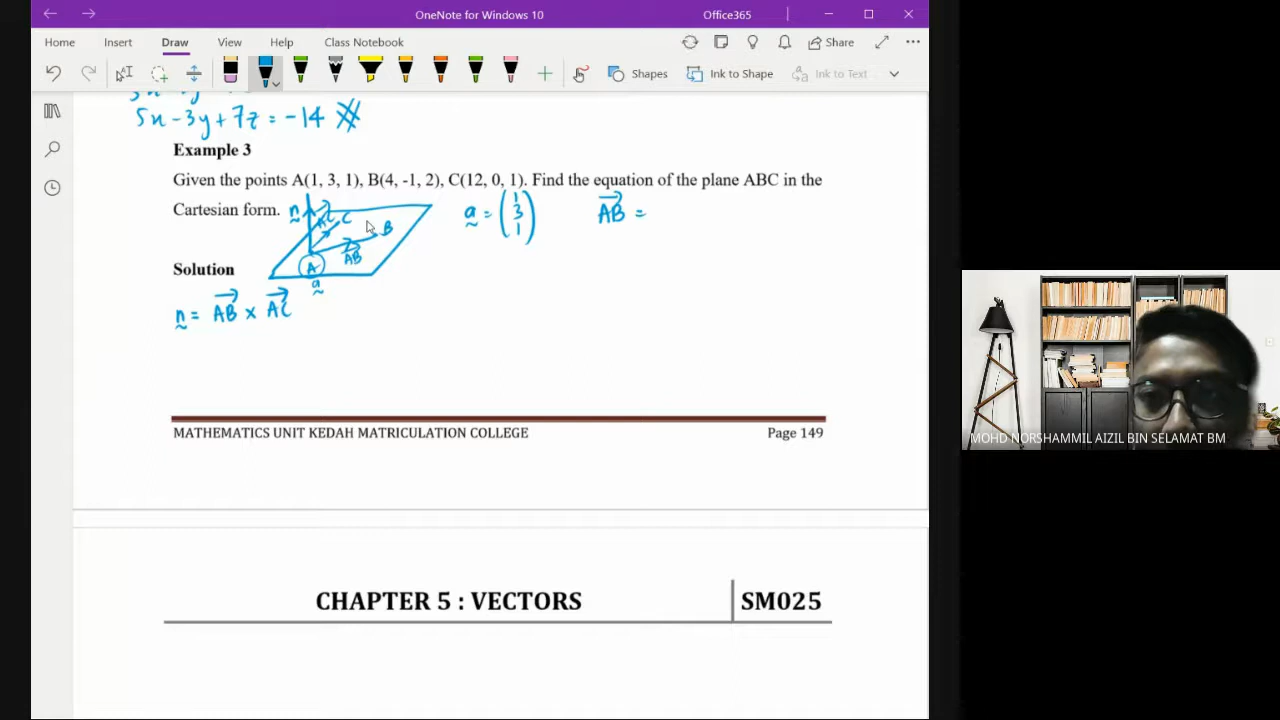 OneNote for Windows 10
Office365
Home Insert Draw View Help Class Notebook
Share
Shapes
Ink to Shape
Ink to Text
5x - 3y + 7z = -14
Example 3
Given the points A(1, 3, 1), B(4, -1, 2), C(12, 0, 1). Find the equation of the plane ABC in the
Cartesian form.
n
AC
C
B
AB
A
a
a = (1 3 1)
AB =
Solution
n = AB × AC
MATHEMATICS UNIT KEDAH MATRICULATION COLLEGE
Page 149
CHAPTER 5 : VECTORS
SM025
MOHD NORSHAMMIL AIZIL BIN SELAMAT BM